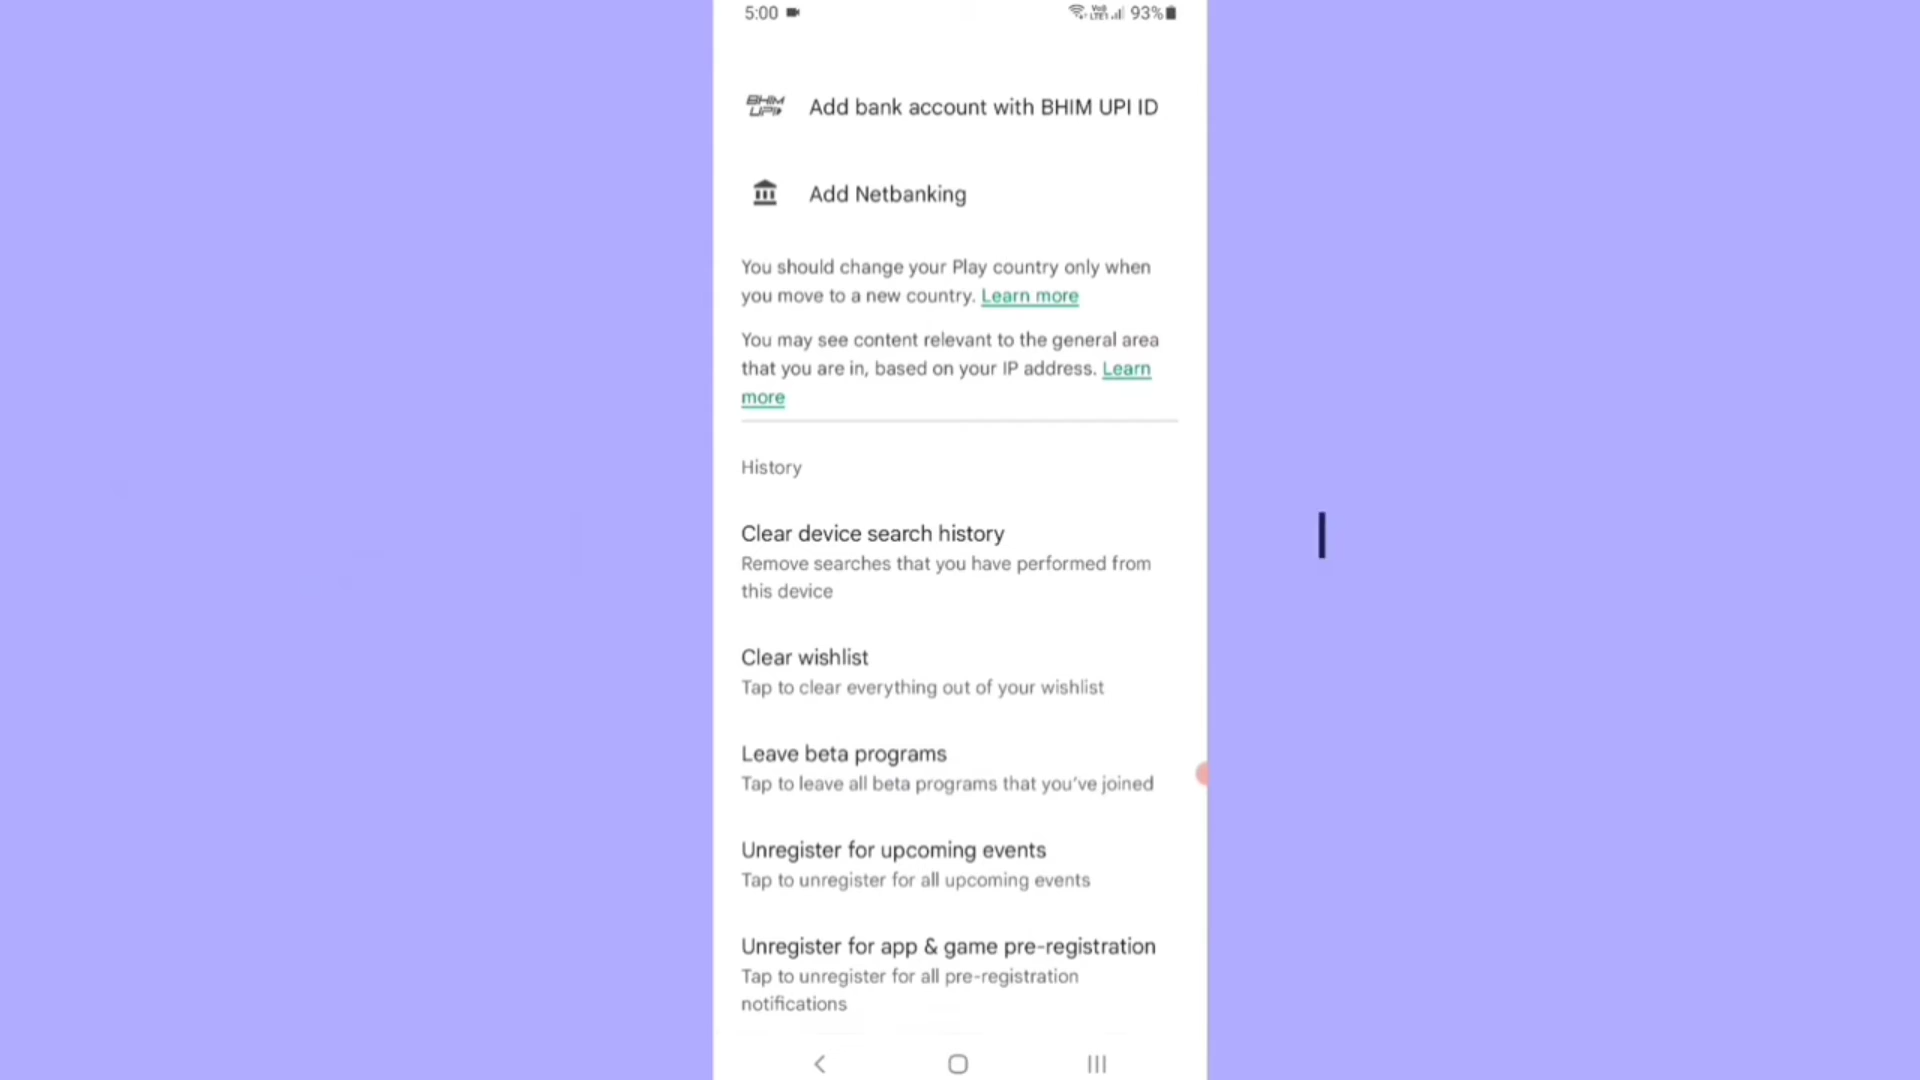 5:00 93%
BHIM UPI Add bank account with BHIM UPI ID
Add Netbanking
You should change your Play country only when
you move to a new country. Learn more
You may see content relevant to the general area
that you are in, based on your IP address. Learn
more
History
Clear device search history
Remove searches that you have performed from
this device
Clear wishlist
Tap to clear everything out of your wishlist
Leave beta programs
Tap to leave all beta programs that you've joined
Unregister for upcoming events
Tap to unregister for all upcoming events
Unregister for app & game pre-registration
Tap to unregister for all pre-registration
notifications